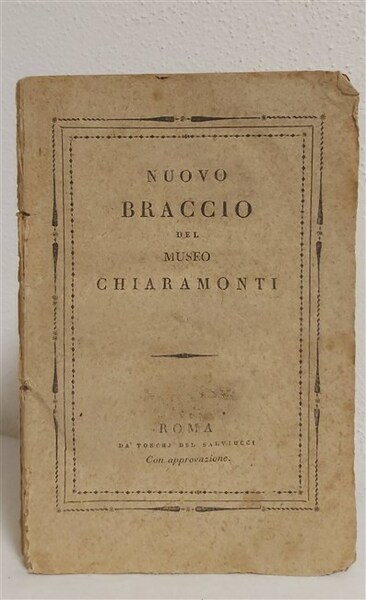 NUOVO
BRACCIO
DEL
MUSEO
CHIARAMONTI
ROMA
DA' TORCHJ DEL SALVIUCCI
Con approvazione.